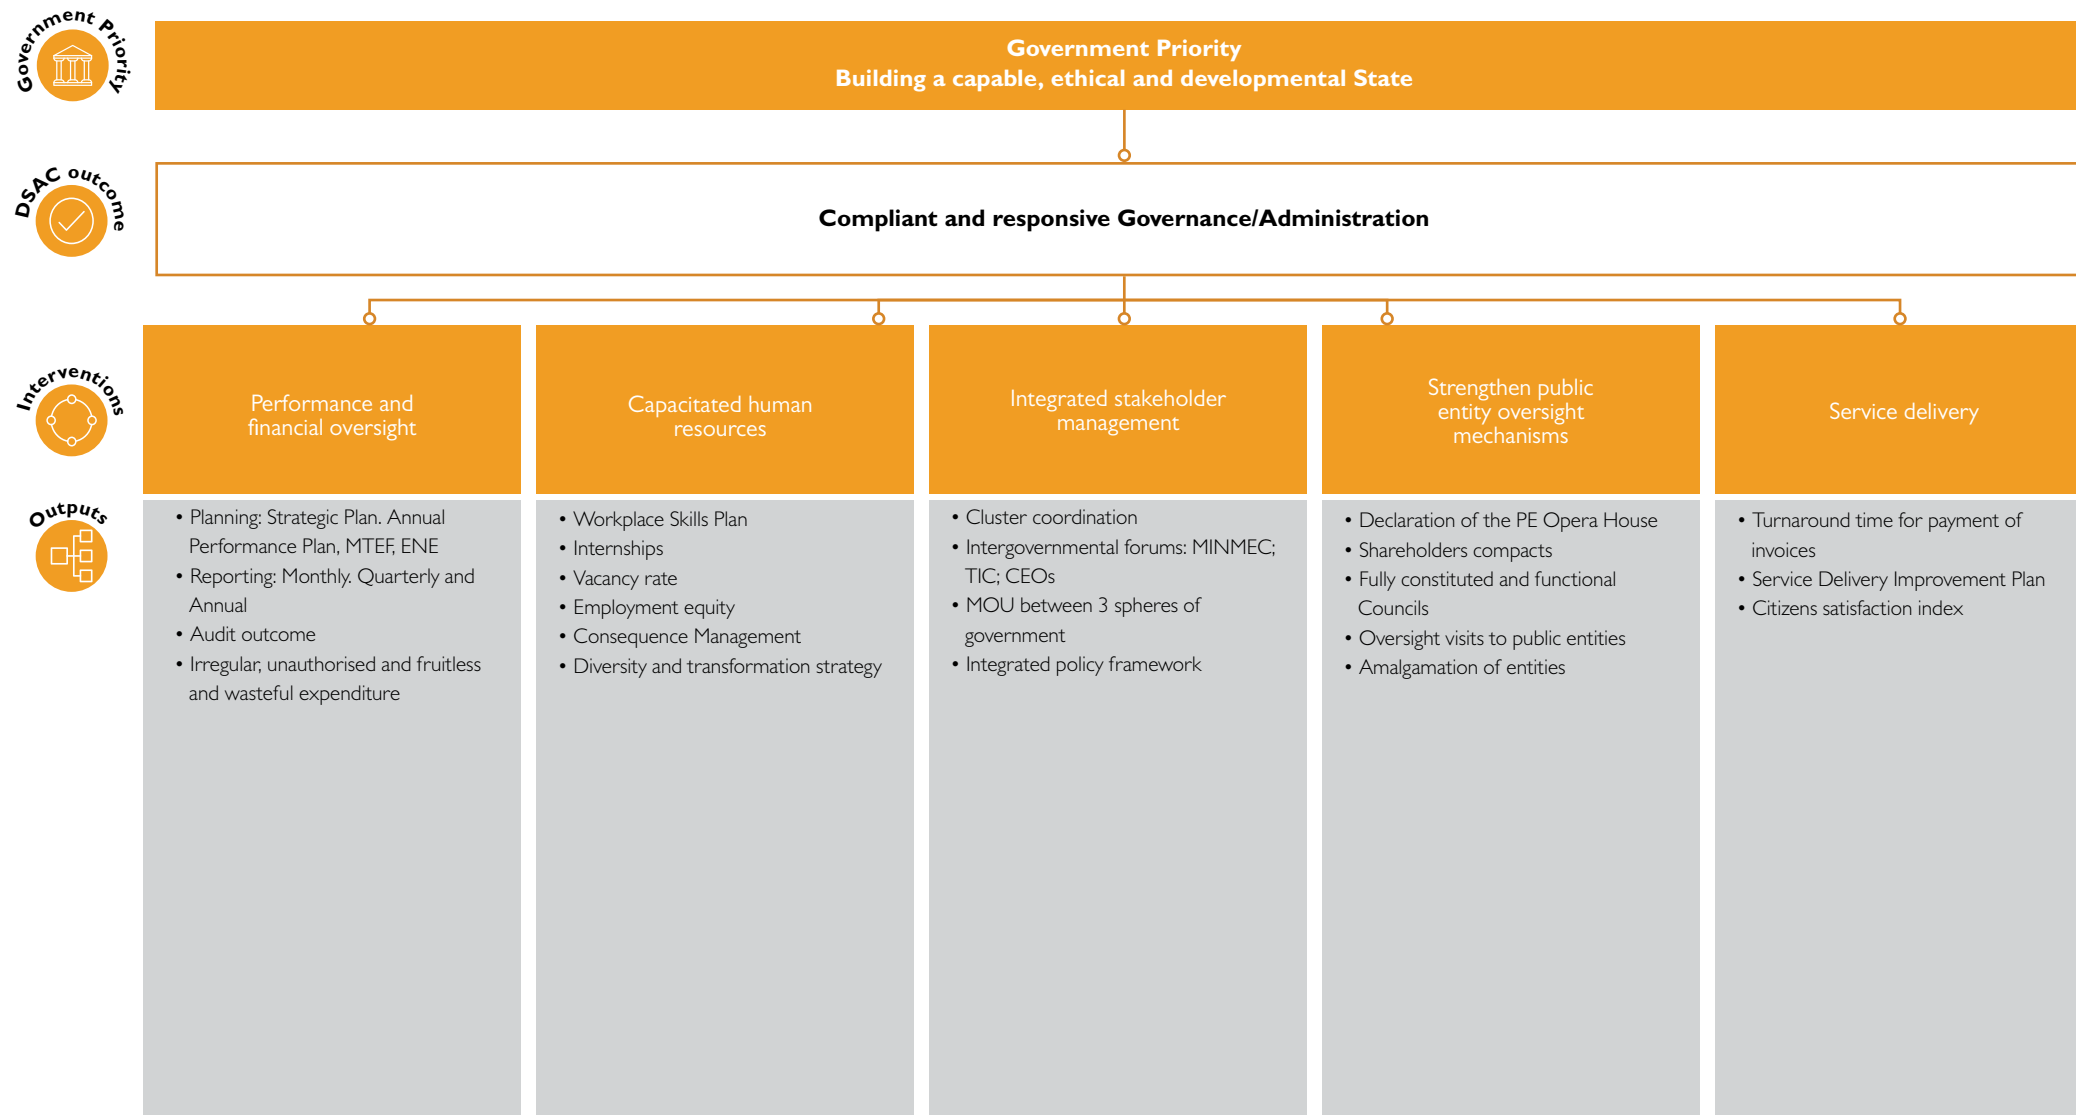 Government Priority
Government Priority
Building a capable, ethical and developmental State
DSAC outcome
Compliant and responsive Governance/Administration
Interventions
Performance and
financial oversight
Capacitated human
resources
Integrated stakeholder
management
Strengthen public
entity oversight
mechanisms
Service delivery
Outputs
• Planning: Strategic Plan. Annual
Performance Plan, MTEF, ENE
• Reporting: Monthly. Quarterly and
Annual
• Audit outcome
• Irregular, unauthorised and fruitless
and wasteful expenditure
• Workplace Skills Plan
• Internships
• Vacancy rate
• Employment equity
• Consequence Management
• Diversity and transformation strategy
• Cluster coordination
• Intergovernmental forums: MINMEC;
TIC; CEOs
• MOU between 3 spheres of
government
• Integrated policy framework
• Declaration of the PE Opera House
• Shareholders compacts
• Fully constituted and functional
Councils
• Oversight visits to public entities
• Amalgamation of entities
• Turnaround time for payment of
invoices
• Service Delivery Improvement Plan
• Citizens satisfaction index